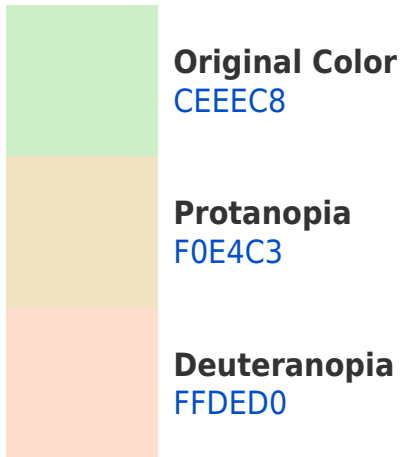 Original Color
CEEEC8
Protanopia
F0E4C3
Deuteranopia
FFDED0